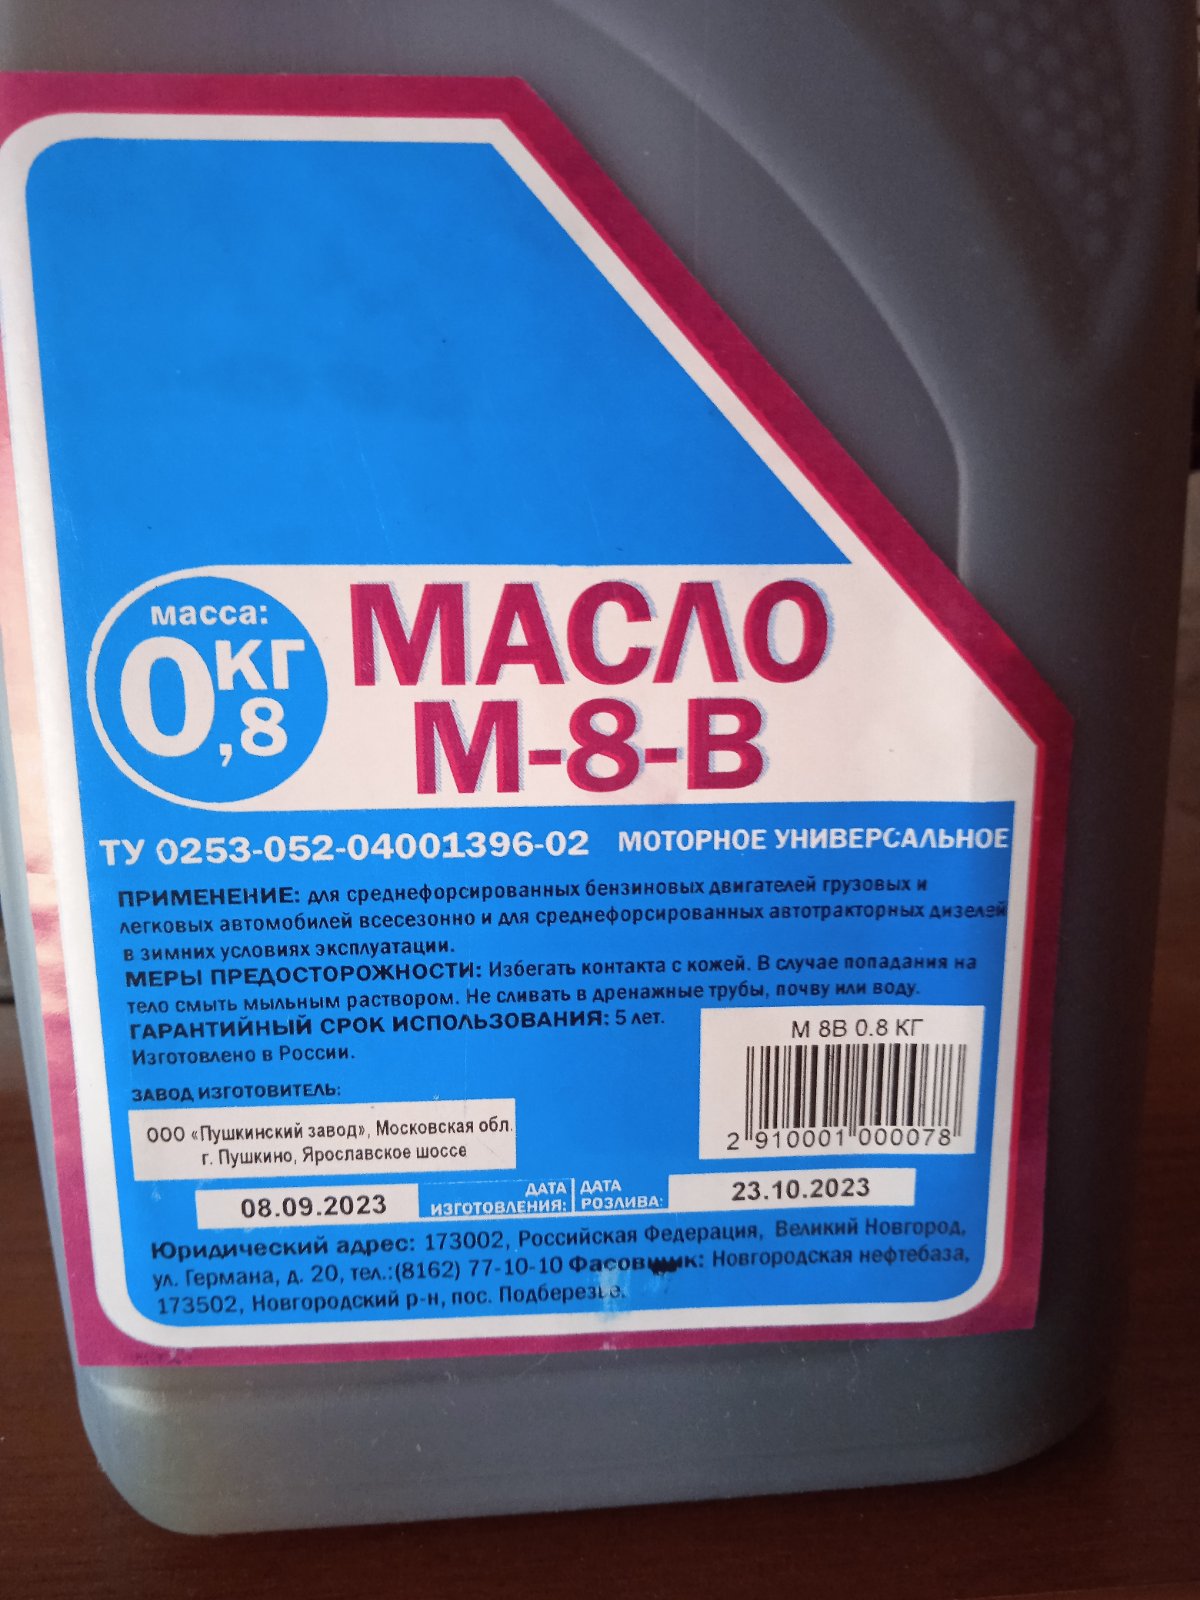 масса:
0,8 КГ
МАСЛО
М-8-В
ТУ 0253-052-04001396-02 МОТОРНОЕ УНИВЕРСАЛЬНОЕ
ПРИМЕНЕНИЕ: для среднефорсированных бензиновых двигателей грузовых и
легковых автомобилей всесезонно и для среднефорсированных автотракторных дизелей
в зимних условиях эксплуатации.
МЕРЫ ПРЕДОСТОРОЖНОСТИ: Избегать контакта с кожей. В случае попадания на
тело смыть мыльным раствором. Не сливать в дренажные трубы, почву или воду.
ГАРАНТИЙНЫЙ СРОК ИСПОЛЬЗОВАНИЯ: 5 лет.
Изготовлено в России.
М 8В 0.8 КГ
2 910001 000078
ЗАВОД ИЗГОТОВИТЕЛЬ:
ООО «Пушкинский завод», Московская обл.
г. Пушкино, Ярославское шоссе
08.09.2023 ДАТА ИЗГОТОВЛЕНИЯ: ДАТА РОЗЛИВА: 23.10.2023
Юридический адрес: 173002, Российская Федерация, Великий Новгород,
ул. Германа, д. 20, тел.:(8162) 77-10-10 Фасовщик: Новгородская нефтебаза,
173502, Новгородский р-н, пос. Подберезье.